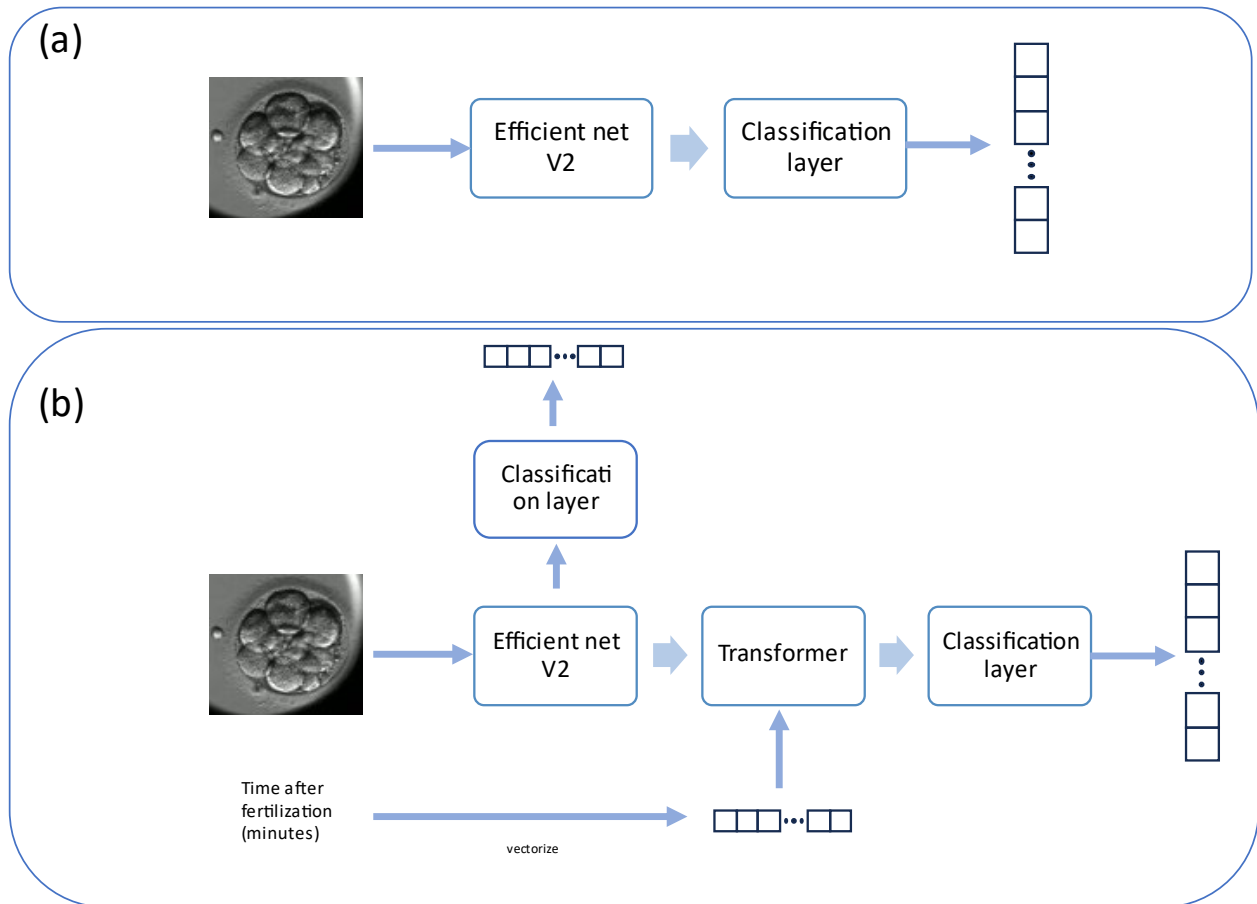 (a)
Efficient net
V2
Classification
layer
(b)
Classificati
on layer
Efficient net
V2
Transformer
Classification
layer
Time after
fertilization
(minutes)
vectorize